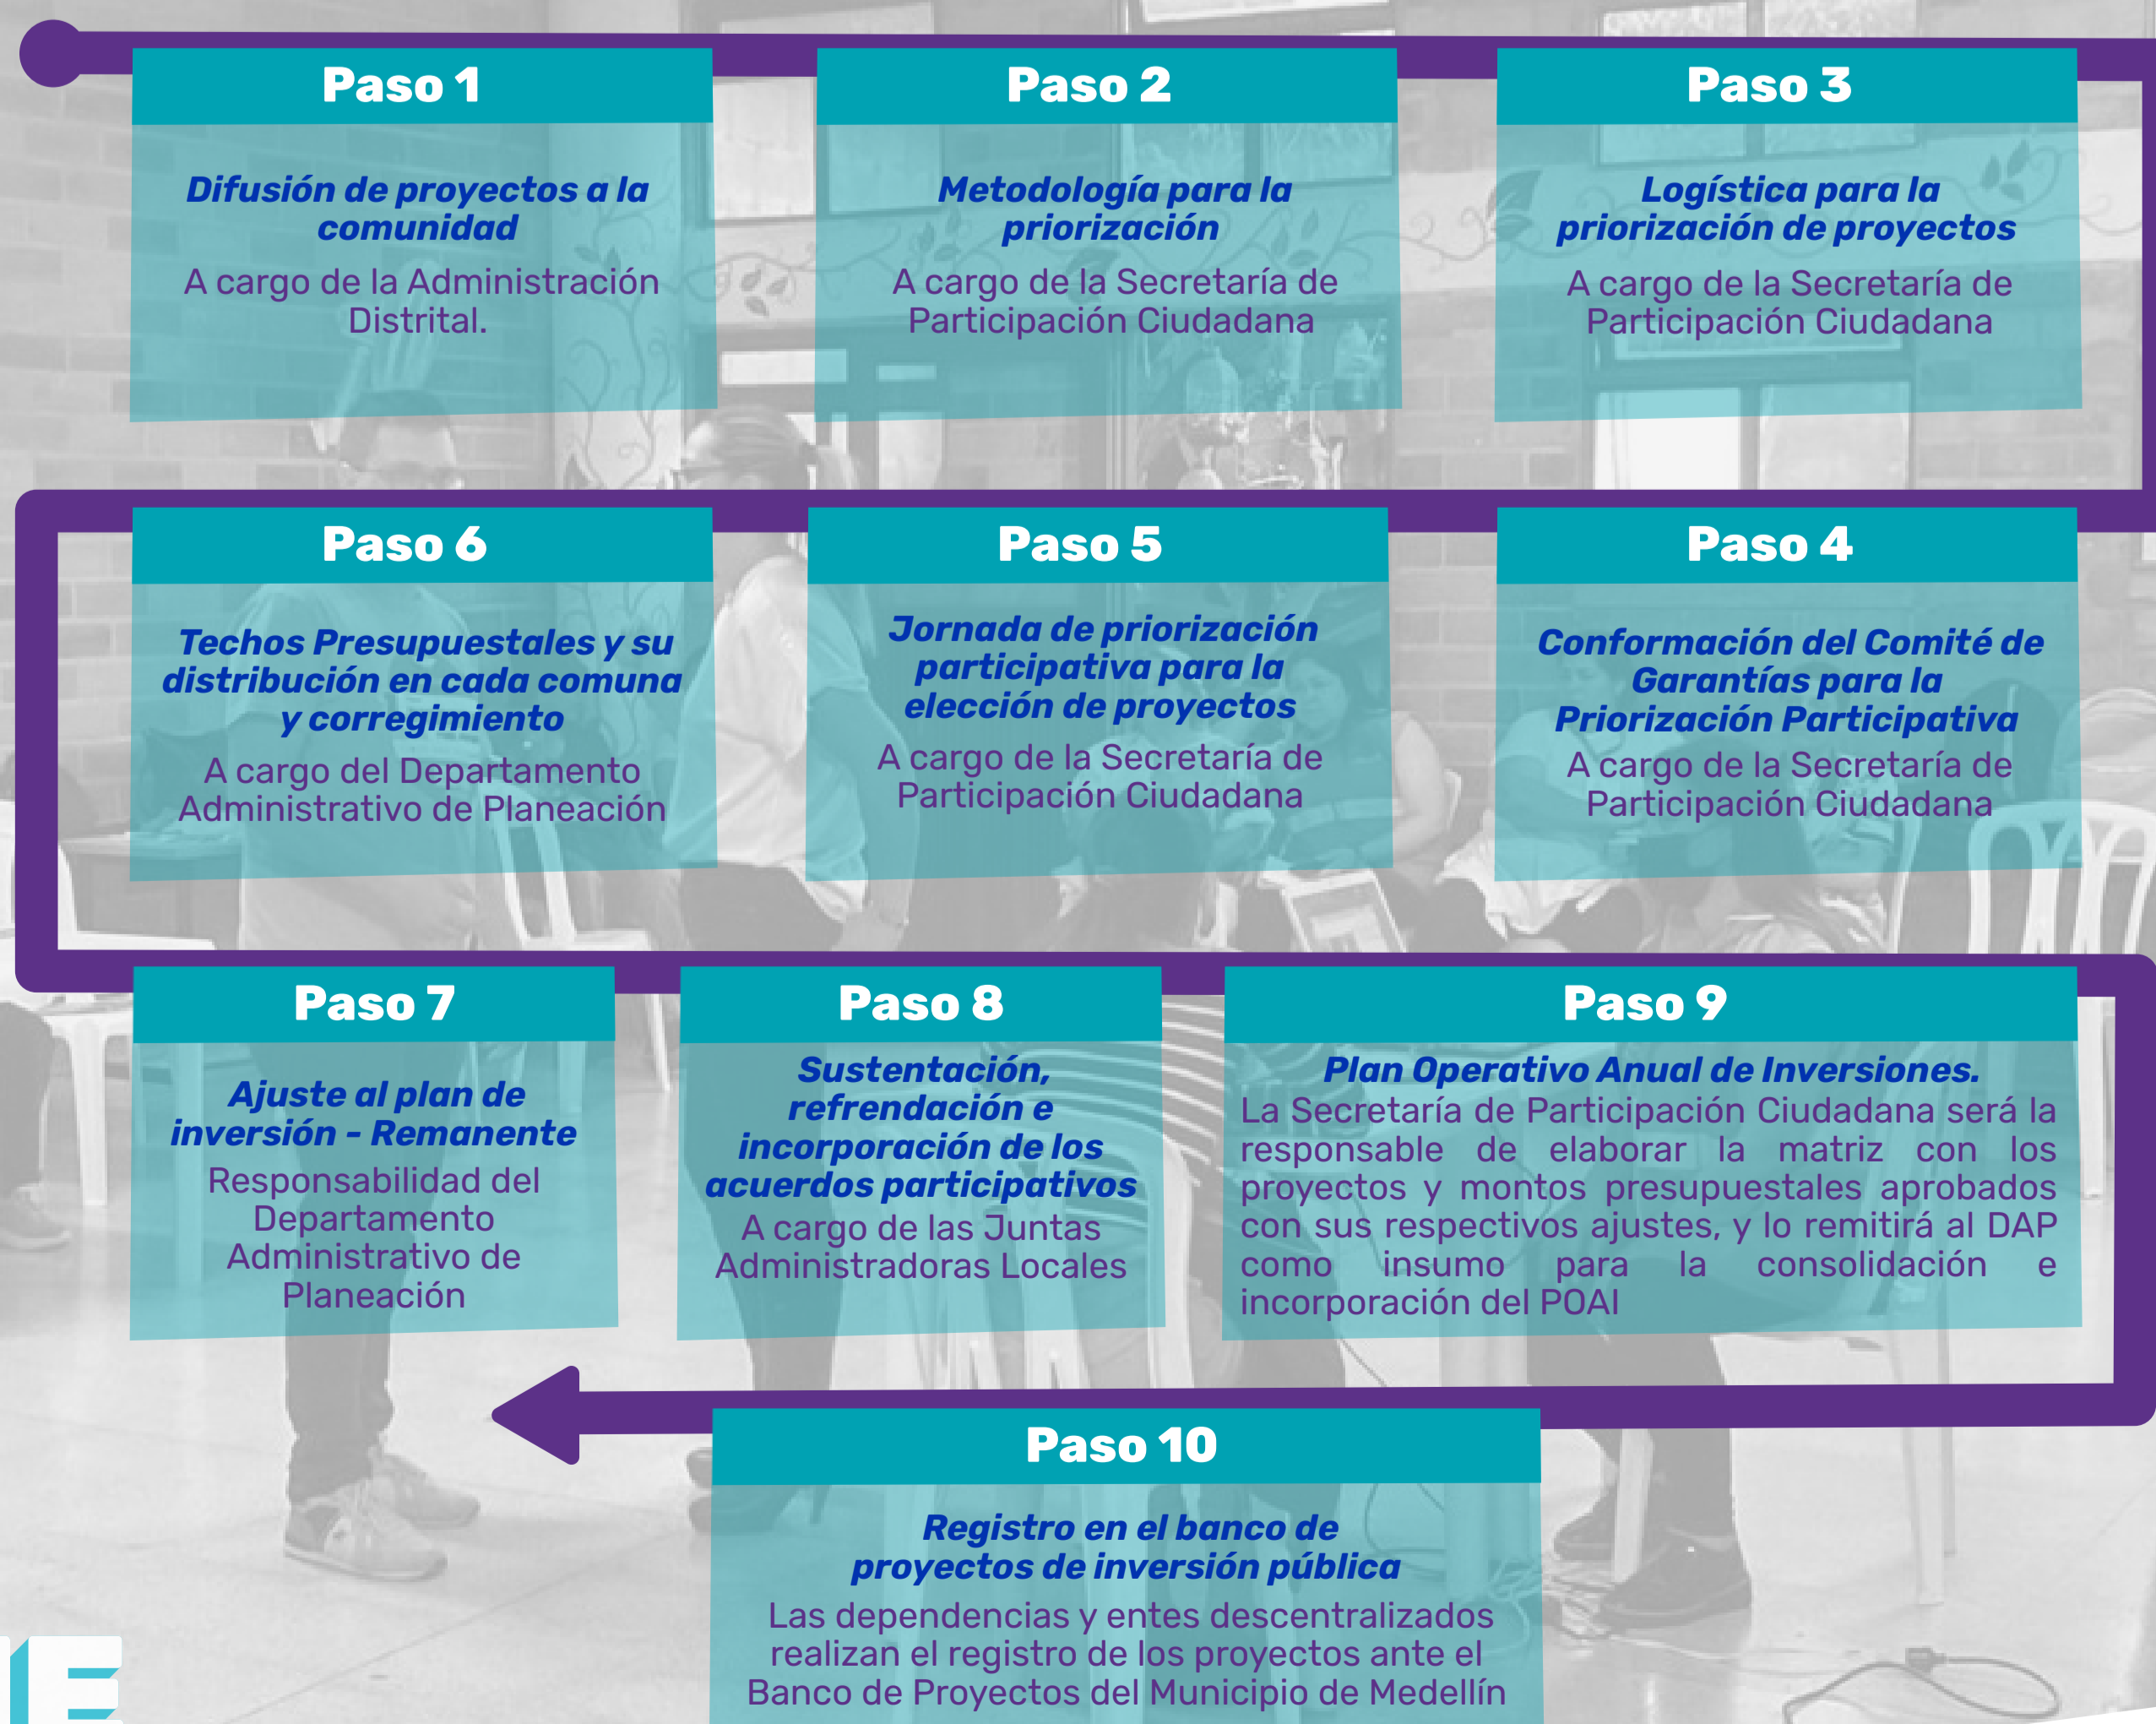 Paso 1
Difusión de proyectos a la
comunidad
A cargo de la Administración
Distrital.
Paso 2
Metodología para la
priorización
A cargo de la Secretaría de
Participación Ciudadana
Paso 3
Logística para la
priorización de proyectos
A cargo de la Secretaría de
Participación Ciudadana
Paso 4
Conformación del Comité de
Garantías para la
Priorización Participativa
A cargo de la Secretaría de
Participación Ciudadana
Paso 5
Jornada de priorización
participativa para la
elección de proyectos
A cargo de la Secretaría de
Participación Ciudadana
Paso 6
Techos Presupuestales y su
distribución en cada comuna
y corregimiento
A cargo del Departamento
Administrativo de Planeación
Paso 7
Ajuste al plan de
inversión - Remanente
Responsabilidad del
Departamento
Administrativo de
Planeación
Paso 8
Sustentación,
refrendación e
incorporación de los
acuerdos participativos
A cargo de las Juntas
Administradoras Locales
Paso 9
Plan Operativo Anual de Inversiones.
La Secretaría de Participación Ciudadana será la
responsable de elaborar la matriz con los
proyectos y montos presupuestales aprobados
con sus respectivos ajustes, y lo remitirá al DAP
como insumo para la consolidación e
incorporación del POAI
Paso 10
Registro en el banco de
proyectos de inversión pública
Las dependencias y entes descentralizados
realizan el registro de los proyectos ante el
Banco de Proyectos del Municipio de Medellín